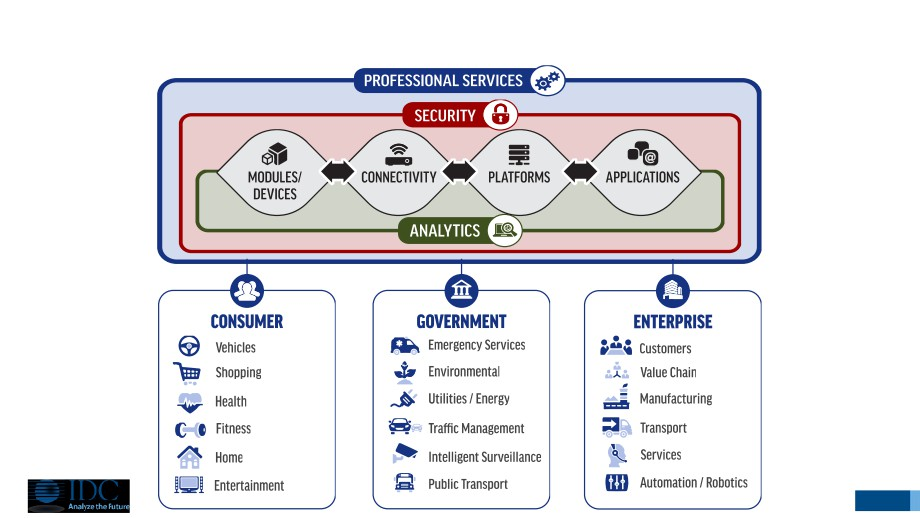 PROFESSIONAL SERVICES
SECURITY
MODULES/
DEVICES
CONNECTIVITY
PLATFORMS
APPLICATIONS
@
ANALYTICS
CONSUMER
Vehicles
Shopping
Health
Fitness
Home
Entertainment
GOVERNMENT
Emergency Services
Environmental
Utilities / Energy
Traffic Management
Intelligent Surveillance
Public Transport
ENTERPRISE
Customers
Value Chain
Manufacturing
Transport
Services
Automation / Robotics
IDC
Analyze the Future